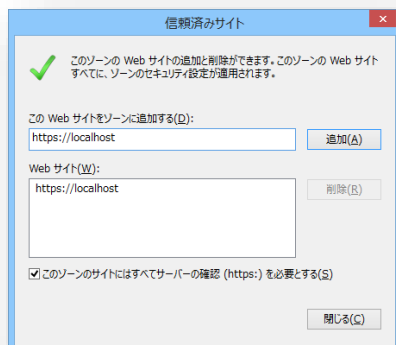 信頼済みサイト
このゾーンの Web サイトの追加と削除ができます。このゾーンの Web サイト
すべてに、ゾーンのセキュリティ設定が適用されます。
この Web サイトをゾーンに追加する(D):
https://localhost
追加(A)
Web サイト(W):
https://localhost
削除(R)
このゾーンのサイトにはすべてサーバーの確認 (https:) を必要とする(S)
閉じる(C)